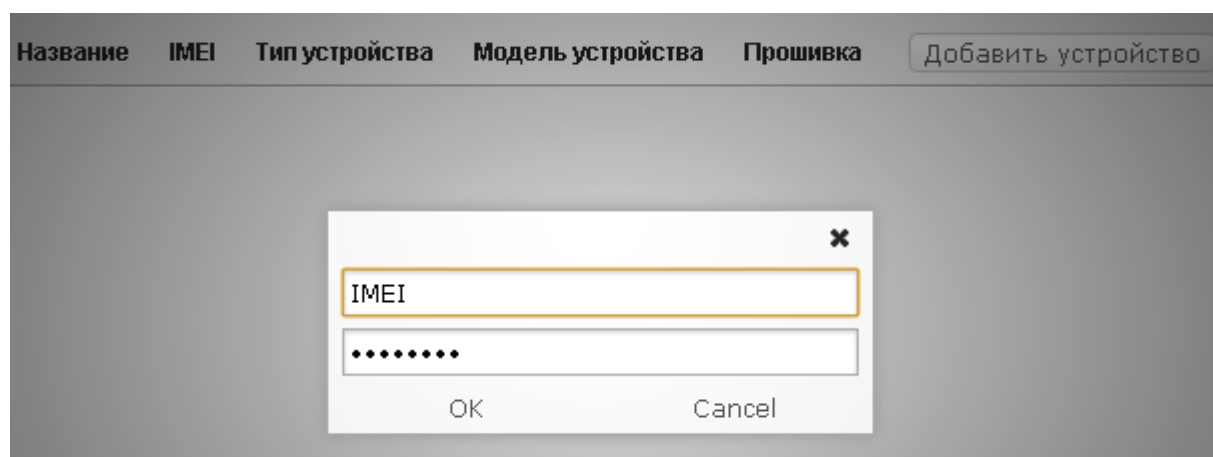 Название IMEI Тип устройства Модель устройства Прошивка Добавить устройство
✖
IMEI
••••••••
OK Cancel